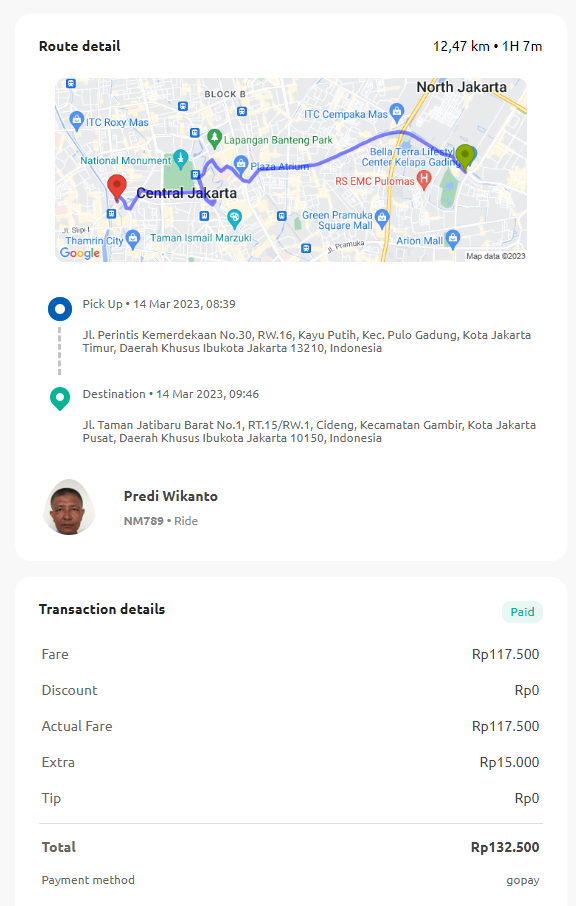 Route detail
12,47 km • 1H 7m
North Jakarta
BLOCK B
ITC Roxy Mas
ITC Cempaka Mas
Lapangan Banteng Park
Bella Terra Lifestyle
Center Kelapa Gading
National Monument
Plaza Atrium
RS EMC Pulomas
Central Jakarta
Green Pramuka
Square Mall
Jl. Slipi I
Thamrin City
Taman Ismail Marzuki
Jl. Pramuka
Arion Mall
Google
Map data ©2023
Pick Up • 14 Mar 2023, 08:39
Jl. Perintis Kemerdekaan No.30, RW.16, Kayu Putih, Kec. Pulo Gadung, Kota Jakarta
Timur, Daerah Khusus Ibukota Jakarta 13210, Indonesia
Destination • 14 Mar 2023, 09:46
Jl. Taman Jatibaru Barat No.1, RT.15/RW.1, Cideng, Kecamatan Gambir, Kota Jakarta
Pusat, Daerah Khusus Ibukota Jakarta 10150, Indonesia
Predi Wikanto
NM789 • Ride
Transaction details
Paid
Fare Rp117.500
Discount Rp0
Actual Fare Rp117.500
Extra Rp15.000
Tip Rp0
Total Rp132.500
Payment method gopay